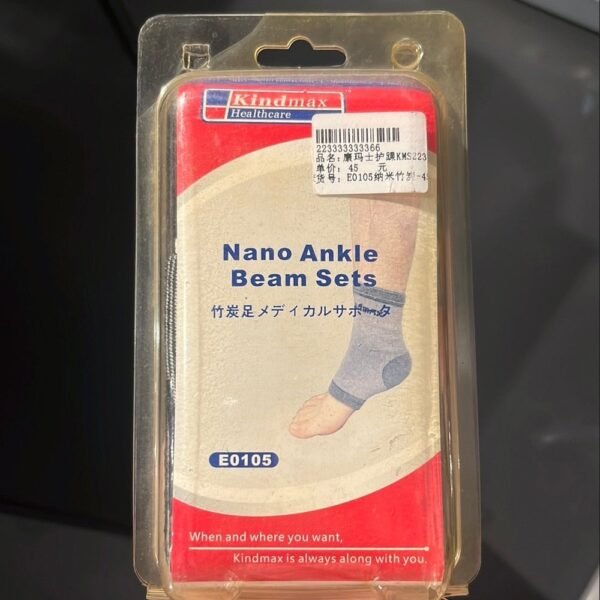 Kindmax
Healthcare
223333333366
品名：康玛士护踝KMS223
单价： 45 元
货号：E0105纳米竹炭-45
Nano Ankle
Beam Sets
竹炭足メディカルサポータ
E0105
When and where you want,
Kindmax is always along with you.